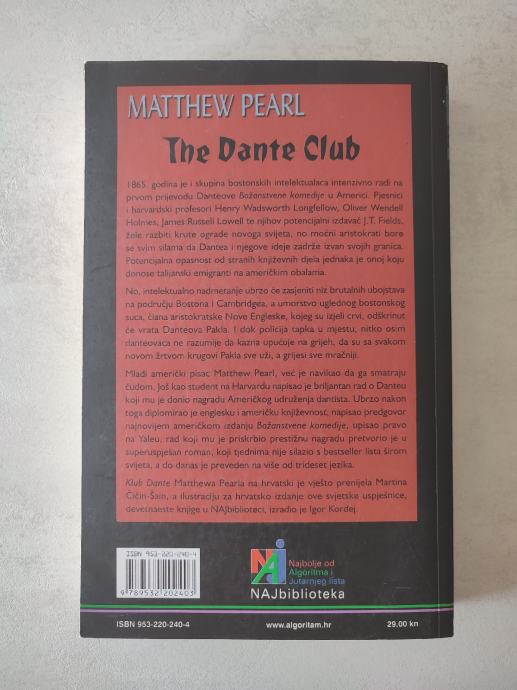 MATTHEW PEARL
The Dante Club
1865. godina je i skupina bostonskih intelektualaca intenzivno radi na
prvom prijevodu Danteove Božanstvene komedije u Americi. Pjesnici
i harvardski profesori Henry Wadsworth Longfellow, Oliver Wendell
Holmes, James Russell Lowell te njihov potencijalni izdavač J.T. Fields,
žele razbiti krute ograde novoga svijeta, no moćni aristokrati bore
se svim silama da Dantea i njegove ideje zadrže izvan svojih granica.
Potencijalna opasnost od stranih književnih djela jednaka je onoj koju
donose talijanski emigranti na američkim obalama.
No, intelektualno nadmetanje ubrzo će zasjeniti niz brutalnih ubojstava
na području Bostona i Cambridgea, a umorstvo uglednog bostonskog
suca, člana aristokratske Nove Engleske, kojeg su izjeli crvi, odškrinut
će vrata Danteova Pakla. I dok policija tapka u mjestu, nitko osim
danteovaca ne razumije da kazna upućuje na grijeh, da su sa svakom
novom žrtvom krugovi Pakla sve uži, a grijesi sve mračniji.
Mladi američki pisac Matthew Pearl, već je navikao da ga smatraju
čudom. Još kao student na Harvardu napisao je briljantan rad o Danteu
koji mu je donio nagradu Američkog udruženja dantista. Ubrzo nakon
toga diplomirao je englesku i američku književnost, napisao predgovor
najnovijem američkom izdanju Božanstvene komedije, upisao pravo
na Yaleu, rad koji mu je priskrbio prestižnu nagradu pretvorio je u
superuspješan roman, koji tjednima nije silazio s bestseller lista širom
svijeta, a do danas je preveden na više od trideset jezika.
Klub Dante Matthewa Pearla na hrvatski je vješto prenijela Martina
Čičin-Šain, a ilustraciju za hrvatsko izdanje ove svjetske uspješnice,
devetnaeste knjige u NAJbiblioteci, izradio je Igor Kordej.
ISBN 953-220-240-4
9 789532 202403
NAJ
Najbolje od
Algoritma i
Jutarnjeg lista
NAJbiblioteka
ISBN 953-220-240-4
www.algoritam.hr
29,00 kn